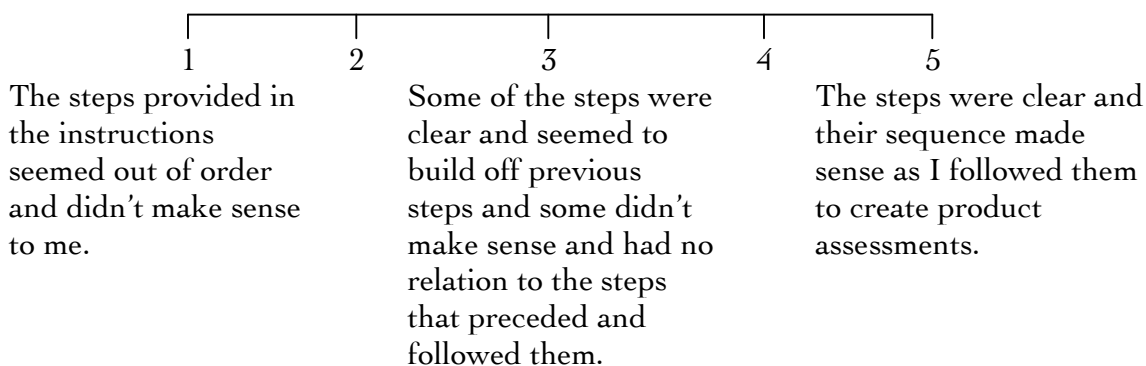 1 2 3 4 5
The steps provided in
the instructions
seemed out of order
and didn't make sense
to me.
Some of the steps were
clear and seemed to
build off previous
steps and some didn't
make sense and had no
relation to the steps
that preceded and
followed them.
The steps were clear and
their sequence made
sense as I followed them
to create product
assessments.